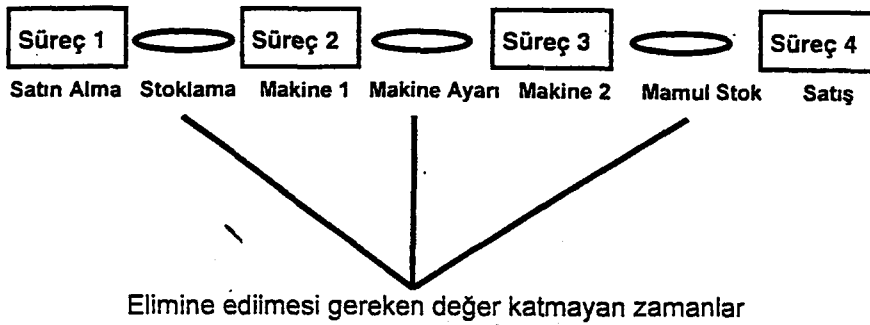 Süreç 1 Süreç 2 Süreç 3 Süreç 4
Satın Alma Stoklama Makine 1 Makine Ayarı Makine 2 Mamul Stok Satış
Elimine edilmesi gereken değer katmayan zamanlar